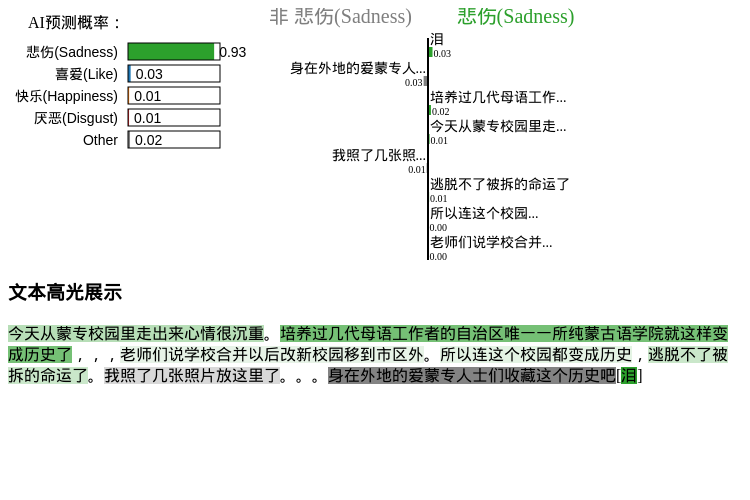 AI预测概率：
悲伤(Sadness) 0.93
喜爱(Like) 0.03
快乐(Happiness) 0.01
厌恶(Disgust) 0.01
Other 0.02
非 悲伤(Sadness) 悲伤(Sadness)
泪
0.03
身在外地的爱蒙专人...
0.03
培养过几代母语工作...
0.02
今天从蒙专校园里走...
0.01
我照了几张照...
0.01
逃脱不了被拆的命运了
0.01
所以连这个校园...
0.00
老师们说学校合并...
0.00
文本高光展示
今天从蒙专校园里走出来心情很沉重。培养过几代母语工作者的自治区唯一一所纯蒙古语学院就这样变
成历史了，，，老师们说学校合并以后改新校园移到市区外。所以连这个校园都变成历史，逃脱不了被
拆的命运了。我照了几张照片放这里了。。。身在外地的爱蒙专人士们收藏这个历史吧[泪]